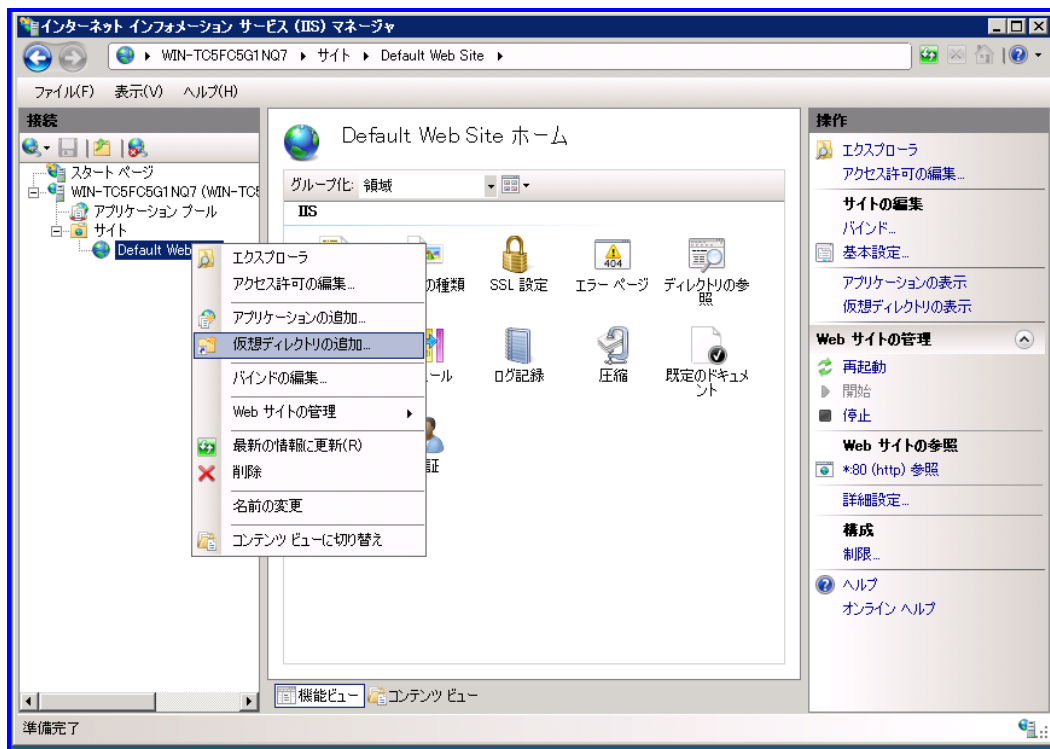 インターネット インフォメーション サービス (IIS) マネージャ
WIN-TC5FC5G1NQ7 サイト Default Web Site
ファイル(F) 表示(V) ヘルプ(H)
接続
スタート ページ
WIN-TC5FC5G1NQ7 (WIN-TC5
アプリケーション プール
サイト
Default Web
エクスプローラ
アクセス許可の編集...
アプリケーションの追加...
仮想ディレクトリの追加...
バインドの編集...
Web サイトの管理
最新の情報に更新(R)
削除
名前の変更
コンテンツ ビューに切り替え
Default Web Site ホーム
グループ化: 領域
IIS
の種類
SSL 設定
404
エラー ページ
ディレクトリの参照
ール
ログ記録
圧縮
既定のドキュメント
証
機能ビュー
コンテンツ ビュー
操作
エクスプローラ
アクセス許可の編集...
サイトの編集
バインド...
基本設定...
アプリケーションの表示
仮想ディレクトリの表示
Web サイトの管理
再起動
開始
停止
Web サイトの参照
*:80 (http) 参照
詳細設定...
構成
制限...
ヘルプ
オンライン ヘルプ
準備完了